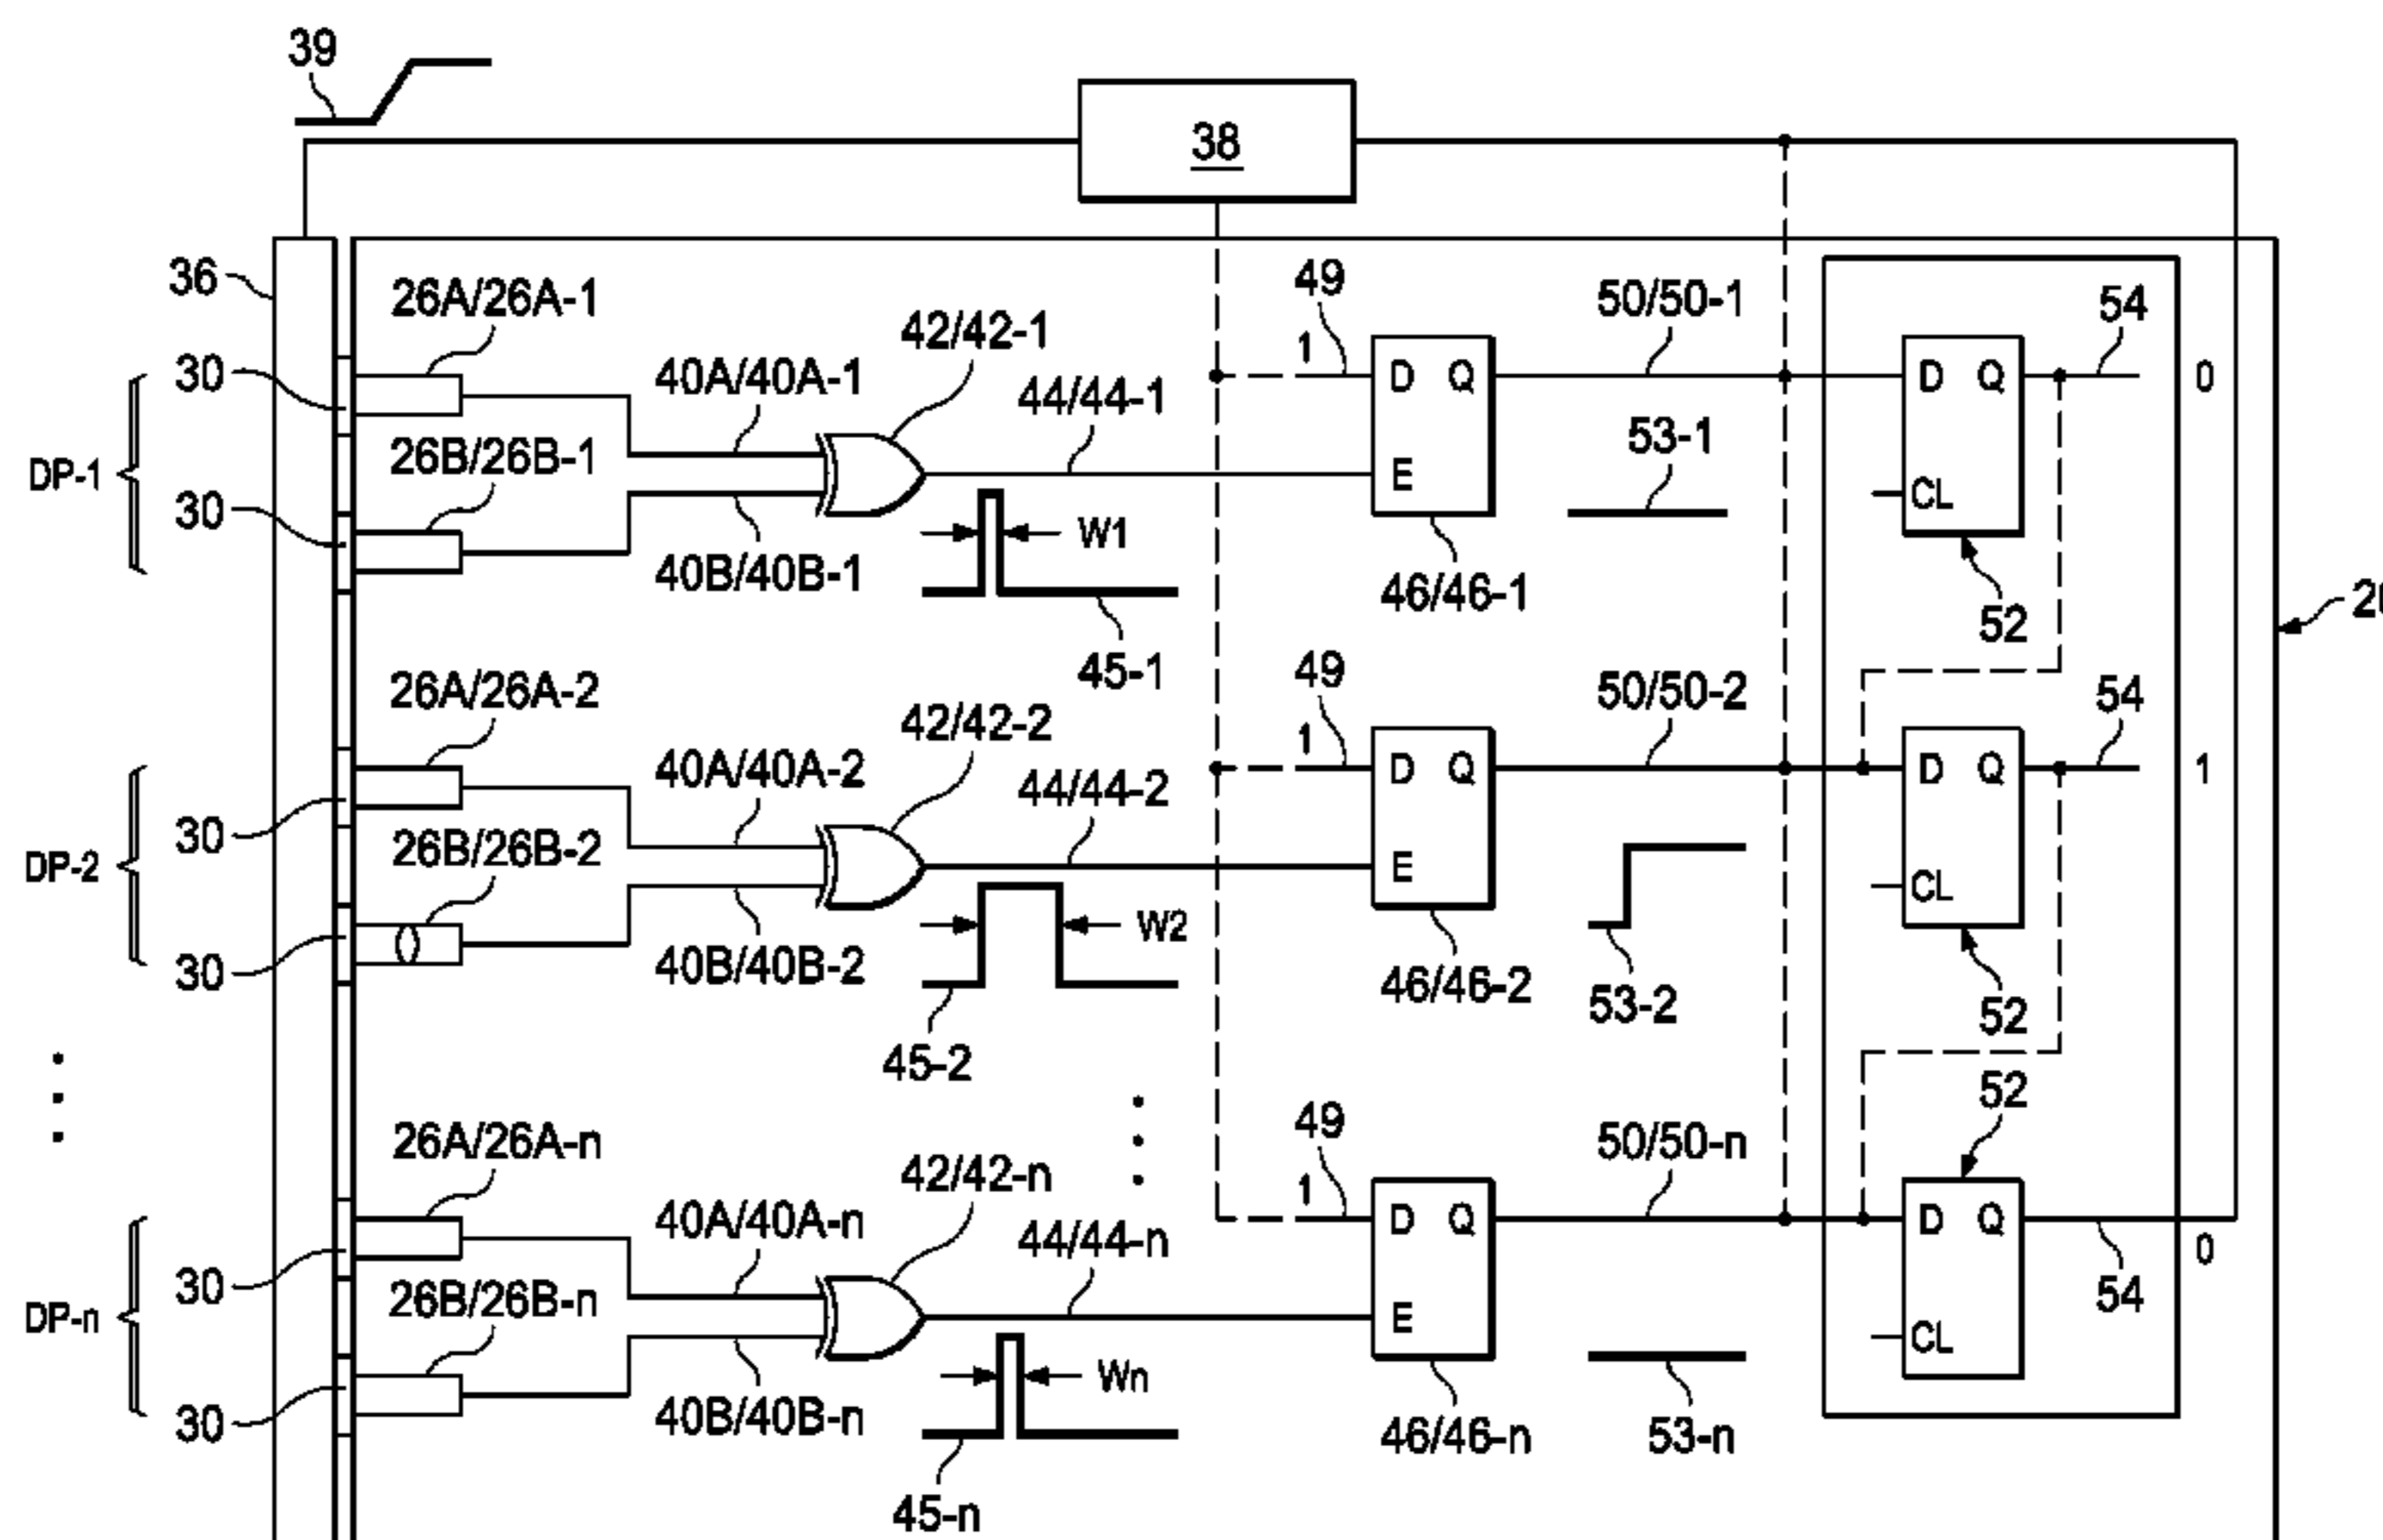 39
38
36
26A/26A-1
49
50/50-1
54
30
42/42-1
1
40A/40A-1
D Q
D Q
0
44/44-1
26B/26B-1
53-1
DP-1
E
CL
30
W1
40B/40B-1
46/46-1
52
45-1
26A/26A-2
49
50/50-2
54
42/42-2
1
40A/40A-2
D Q
D Q
1
44/44-2
30
26B/26B-2
DP-2
E
CL
W2
30
40B/40B-2
46/46-2
53-2
52
45-2
52
26A/26A-n
49
50/50-n
42/42-n
1
40A/40A-n
D Q
D Q
44/44-n
0
30
26B/26B-n
54
DP-n
E
CL
Wn
30
40B/40B-n
46/46-n
53-n
45-n